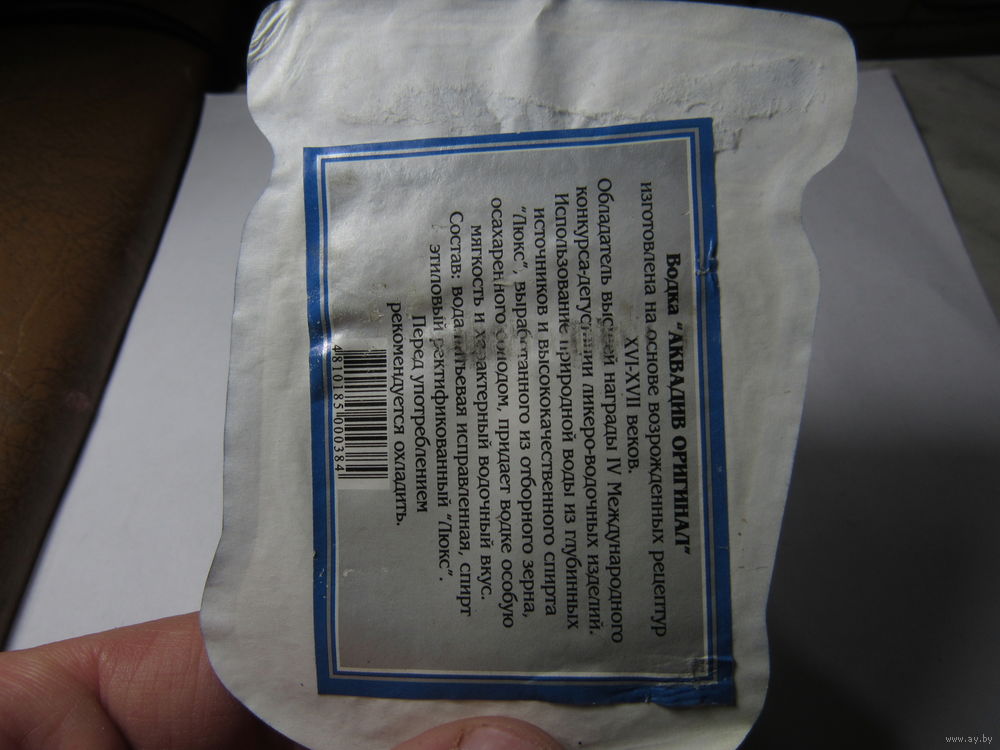 Водка "АКВАДИВ ОРИГИНАЛ"
изготовлена на основе возрожденных рецептур
XVI-XVII веков.
Обладатель высшей награды IV Международного
конкурса-дегустации ликеро-водочных изделий.
Использование природной воды из глубинных
источников и высококачественного спирта
"Люкс", выработанного из отборного зерна,
осахаренного солодом, придает водке особую
мягкость и характерный водочный вкус.
Состав: вода питьевая исправленная, спирт
этиловый ректификованный "Люкс".
Перед употреблением
рекомендуется охладить.
4810185000384
www.ay.by